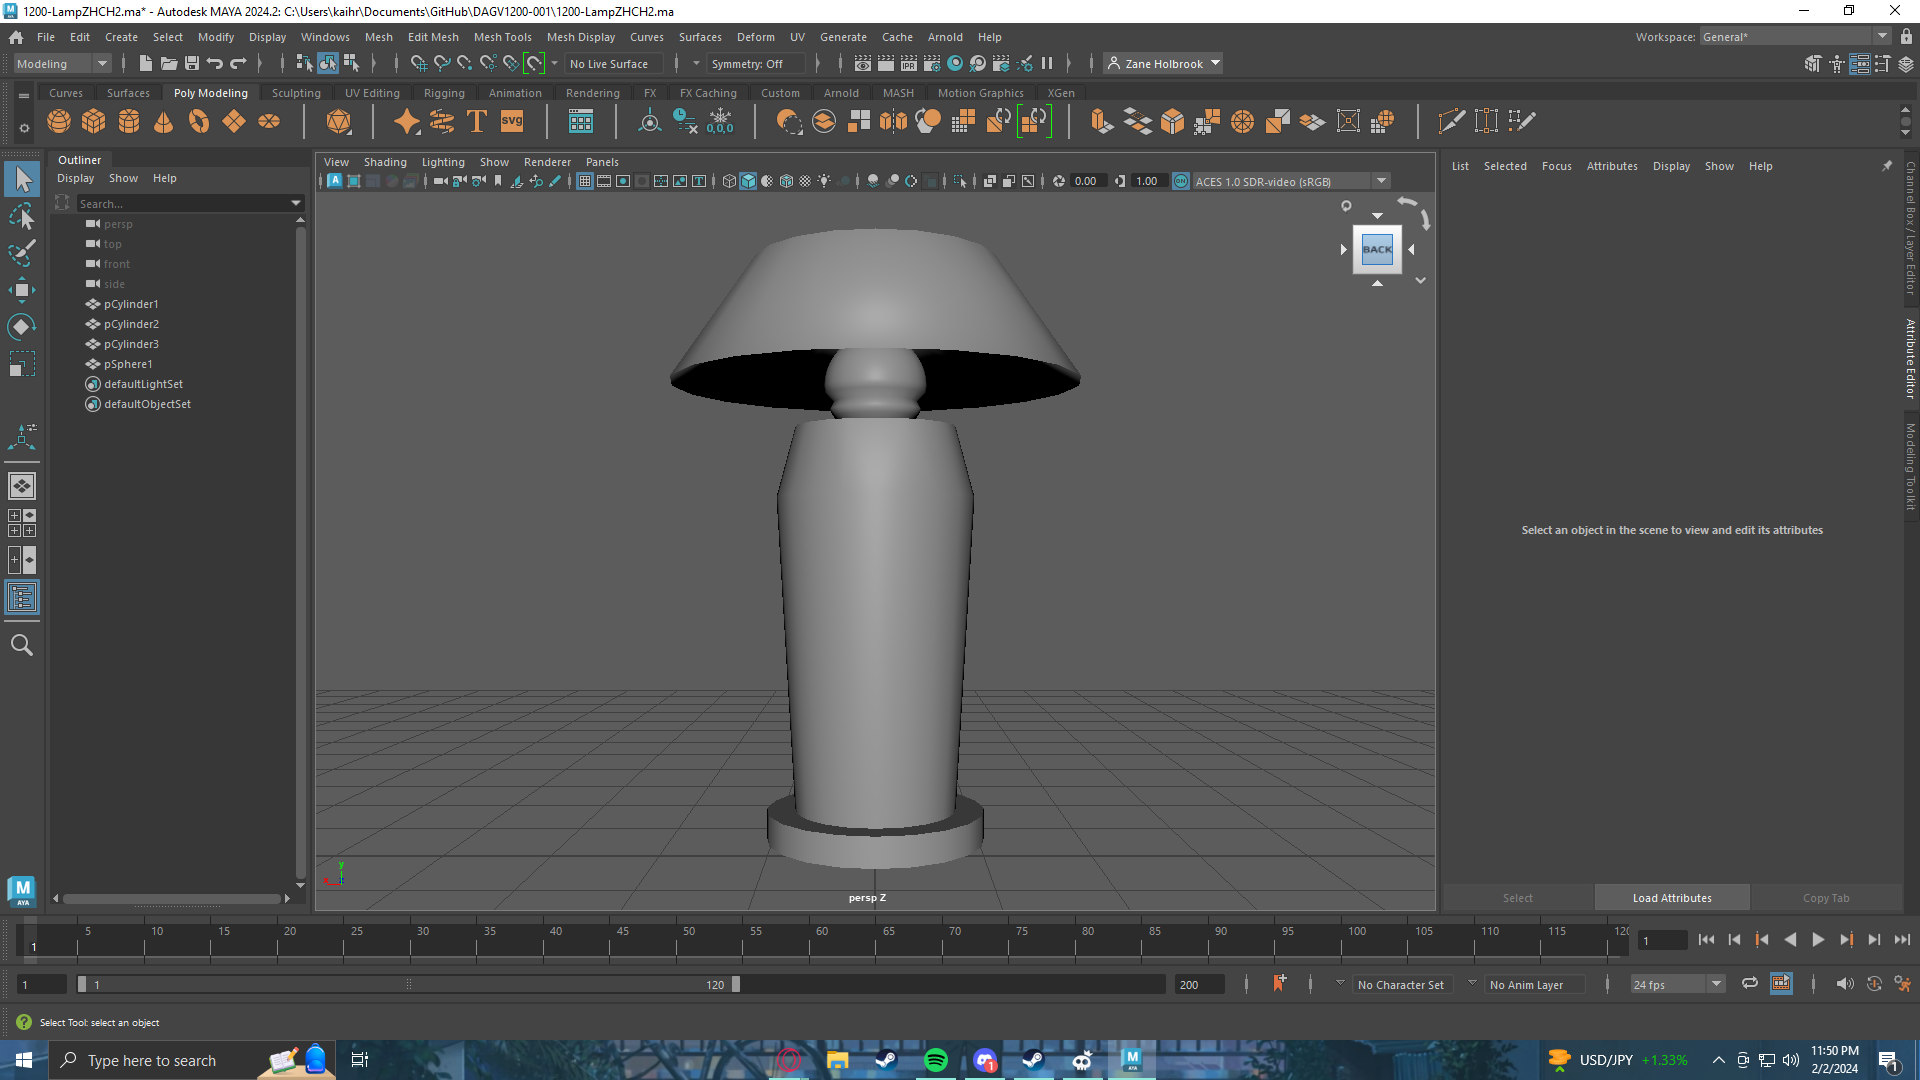 1200-LampZHCH2.ma* - Autodesk MAYA 2024.2: C:\Users\kaihr\Documents\GitHub\DAGV1200-001\1200-LampZHCH2.ma
File Edit Create Select Modify Display Windows Mesh Edit Mesh Mesh Tools Mesh Display Curves Surfaces Deform UV Generate Cache Arnold Help Workspace: General*
Modeling No Live Surface Symmetry: Off IPR Zane Holbrook
Curves Surfaces Poly Modeling Sculpting UV Editing Rigging Animation Rendering FX FX Caching Custom Arnold MASH Motion Graphics XGen
T SVG 0,0,0
Outliner
Display Show Help
Search...
persp
top
front
side
pCylinder1
pCylinder2
pCylinder3
pSphere1
defaultLightSet
defaultObjectSet
View Shading Lighting Show Renderer Panels
0.00 1.00 ON ACES 1.0 SDR-video (sRGB)
BACK
y
x z
persp Z
List Selected Focus Attributes Display Show Help
Select an object in the scene to view and edit its attributes
Select Load Attributes Copy Tab
Channel Box / Layer Editor
Attribute Editor
Modeling Toolkit
M
AYA
1 5 10 15 20 25 30 35 40 45 50 55 60 65 70 75 80 85 90 95 100 105 110 115 120 1
1 1 120 200 No Character Set No Anim Layer 24 fps
Select Tool: select an object
Type here to search
USD/JPY +1.33%
11:50 PM
2/2/2024
1